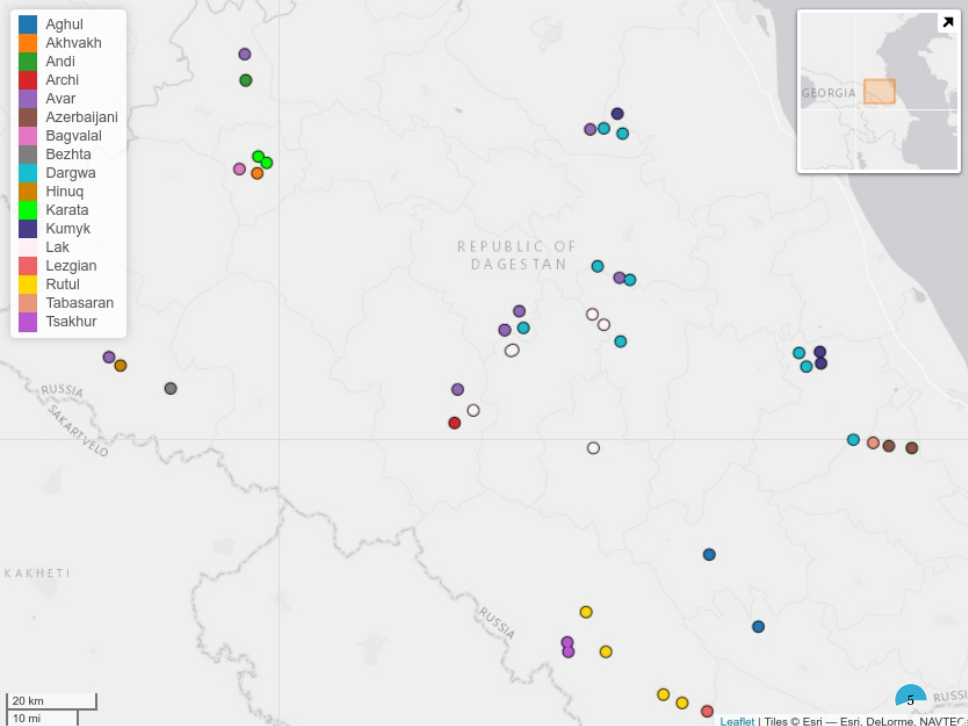 Aghul
Akhvakh
Andi
Archi
Avar
Azerbaijani
Bagvalal
Bezhta
Dargwa
Hinuq
Karata
Kumyk
Lak
Lezgian
Rutul
Tabasaran
Tsakhur
GEORGIA
REPUBLIC OF
DAGESTAN
RUSSIA
SAKARTVELO
KAKHETI
RUSSIA
5
RUSSI
20 km
10 mi
Leaflet | Tiles © Esri — Esri, DeLorme, NAVTEQ